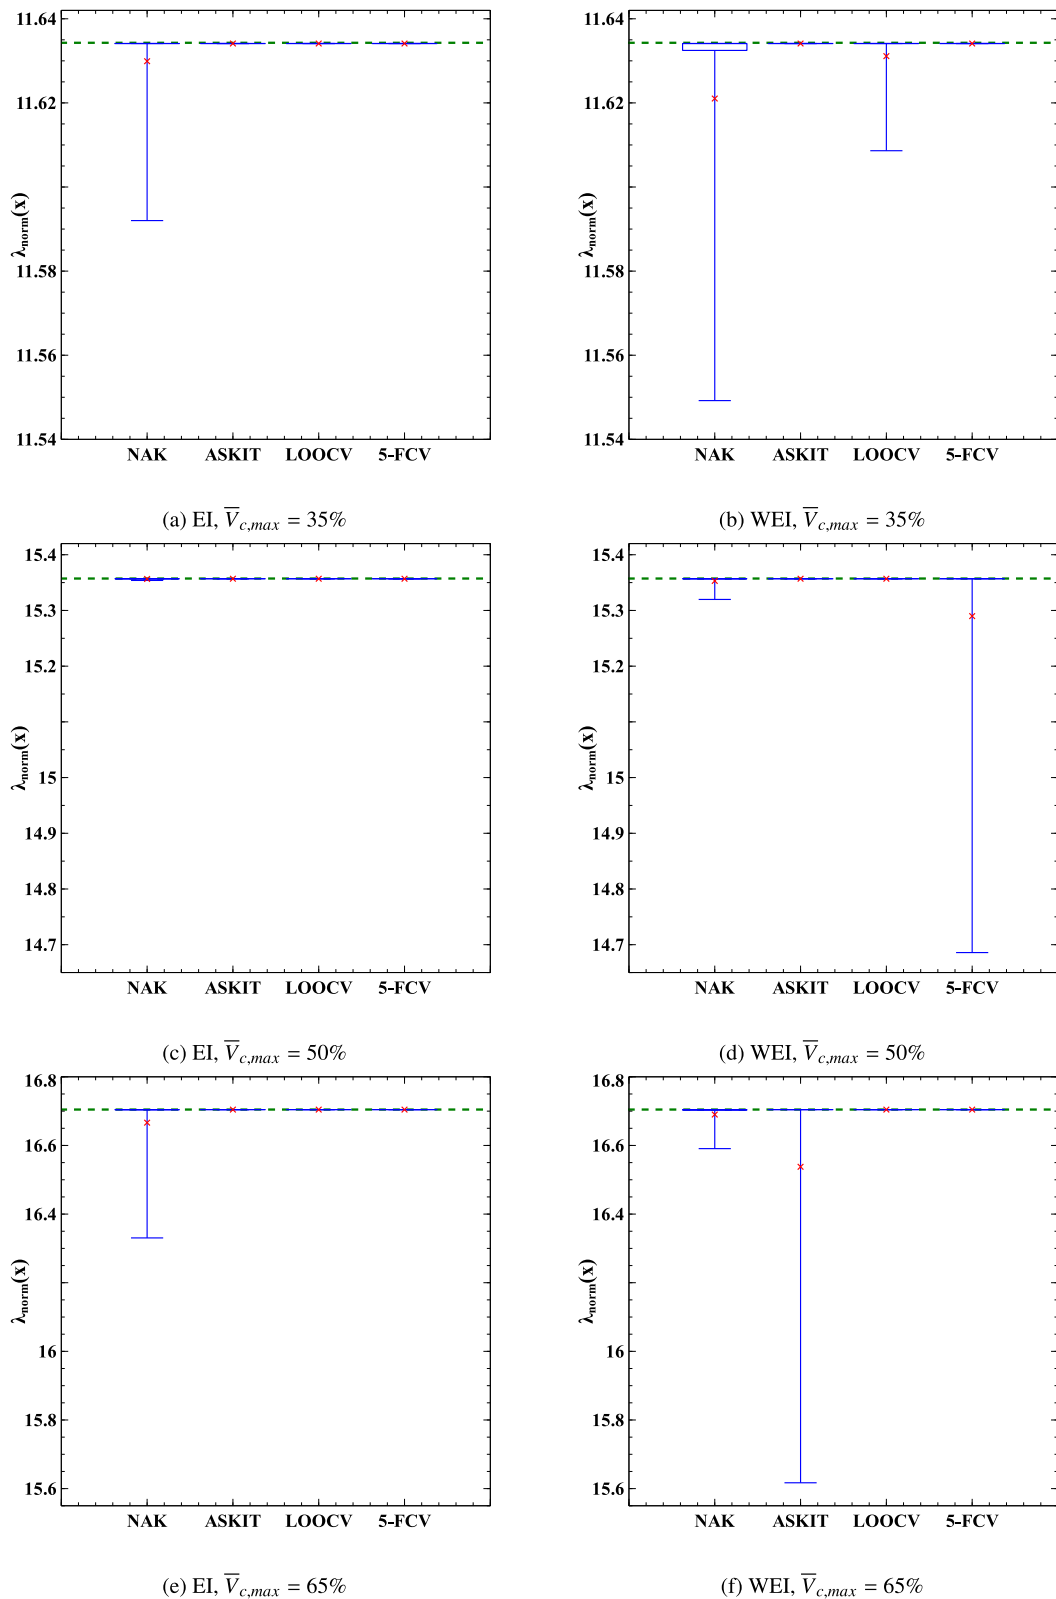 11.64
11.62
11.58
11.56
11.54
λnorm(x)
NAK ASKIT LOOCV 5-FCV
(a) EI, V̅c,max = 35%
11.64
11.62
11.58
11.56
11.54
λnorm(x)
NAK ASKIT LOOCV 5-FCV
(b) WEI, V̅c,max = 35%
15.4
15.3
15.2
15
14.9
14.8
14.7
λnorm(x)
NAK ASKIT LOOCV 5-FCV
(c) EI, V̅c,max = 50%
15.4
15.3
15.2
15
14.9
14.8
14.7
λnorm(x)
NAK ASKIT LOOCV 5-FCV
(d) WEI, V̅c,max = 50%
16.8
16.6
16.4
16
15.8
15.6
λnorm(x)
NAK ASKIT LOOCV 5-FCV
(e) EI, V̅c,max = 65%
16.8
16.6
16.4
16
15.8
15.6
λnorm(x)
NAK ASKIT LOOCV 5-FCV
(f) WEI, V̅c,max = 65%